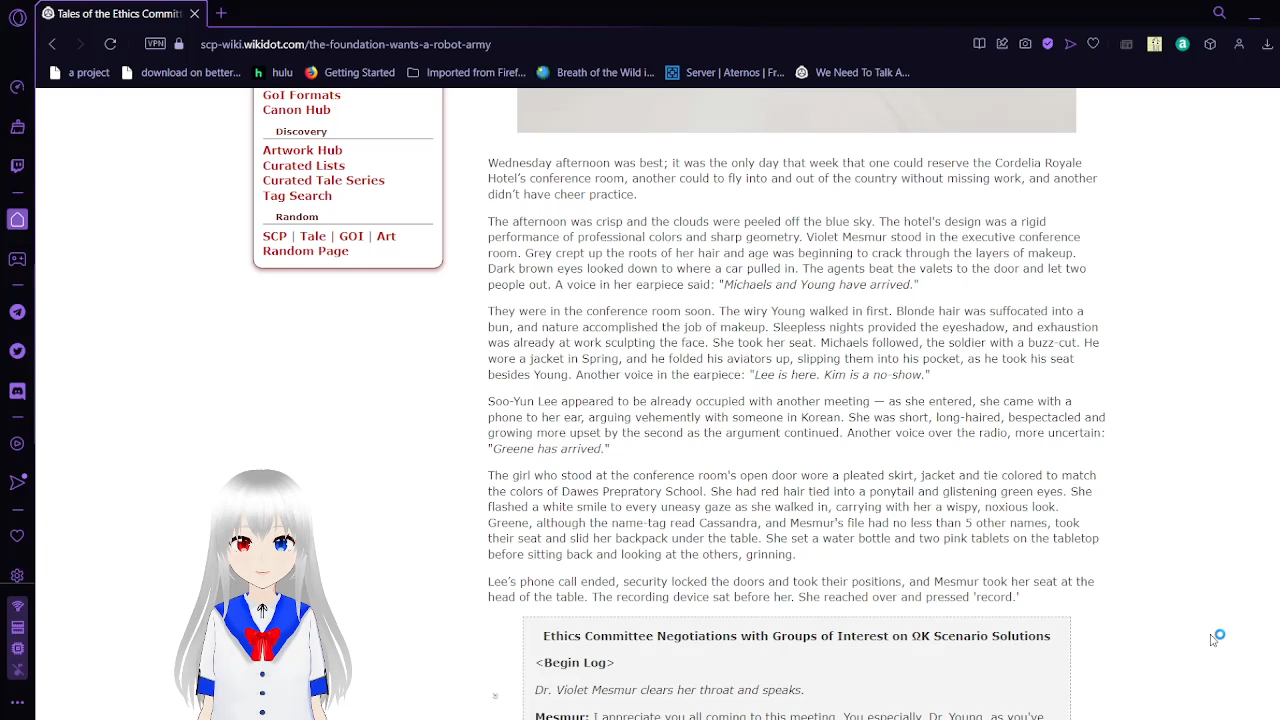 Tales of the Ethics Committ
VPN
scp-wiki.wikidot.com/the-foundation-wants-a-robot-army
a project
download on better...
h hulu
Getting Started
Imported from Firef...
Breath of the Wild i...
Server | Aternos | Fr...
We Need To Talk A...
GoI Formats
Canon Hub
Discovery
Artwork Hub
Curated Lists
Curated Tale Series
Tag Search
Random
SCP | Tale | GOI | Art
Random Page
Wednesday afternoon was best; it was the only day that week that one could reserve the Cordelia Royale
Hotel's conference room, another could to fly into and out of the country without missing work, and another
didn't have cheer practice.
The afternoon was crisp and the clouds were peeled off the blue sky. The hotel's design was a rigid
performance of professional colors and sharp geometry. Violet Mesmur stood in the executive conference
room. Grey crept up the roots of her hair and age was beginning to crack through the layers of makeup.
Dark brown eyes looked down to where a car pulled in. The agents beat the valets to the door and let two
people out. A voice in her earpiece said: "Michaels and Young have arrived."
They were in the conference room soon. The wiry Young walked in first. Blonde hair was suffocated into a
bun, and nature accomplished the job of makeup. Sleepless nights provided the eyeshadow, and exhaustion
was already at work sculpting the face. She took her seat. Michaels followed, the soldier with a buzz-cut. He
wore a jacket in Spring, and he folded his aviators up, slipping them into his pocket, as he took his seat
besides Young. Another voice in the earpiece: "Lee is here. Kim is a no-show."
Soo-Yun Lee appeared to be already occupied with another meeting — as she entered, she came with a
phone to her ear, arguing vehemently with someone in Korean. She was short, long-haired, bespectacled and
growing more upset by the second as the argument continued. Another voice over the radio, more uncertain:
"Greene has arrived."
The girl who stood at the conference room's open door wore a pleated skirt, jacket and tie colored to match
the colors of Dawes Prepratory School. She had red hair tied into a ponytail and glistening green eyes. She
flashed a white smile to every uneasy gaze as she walked in, carrying with her a wispy, noxious look.
Greene, although the name-tag read Cassandra, and Mesmur's file had no less than 5 other names, took
their seat and slid her backpack under the table. She set a water bottle and two pink tablets on the tabletop
before sitting back and looking at the others, grinning.
Lee's phone call ended, security locked the doors and took their positions, and Mesmur took her seat at the
head of the table. The recording device sat before her. She reached over and pressed 'record.'
Ethics Committee Negotiations with Groups of Interest on ΩK Scenario Solutions
<Begin Log>
Dr. Violet Mesmur clears her throat and speaks.
Mesmur: I appreciate you all coming to this meeting. You especially, Dr. Young, as you've